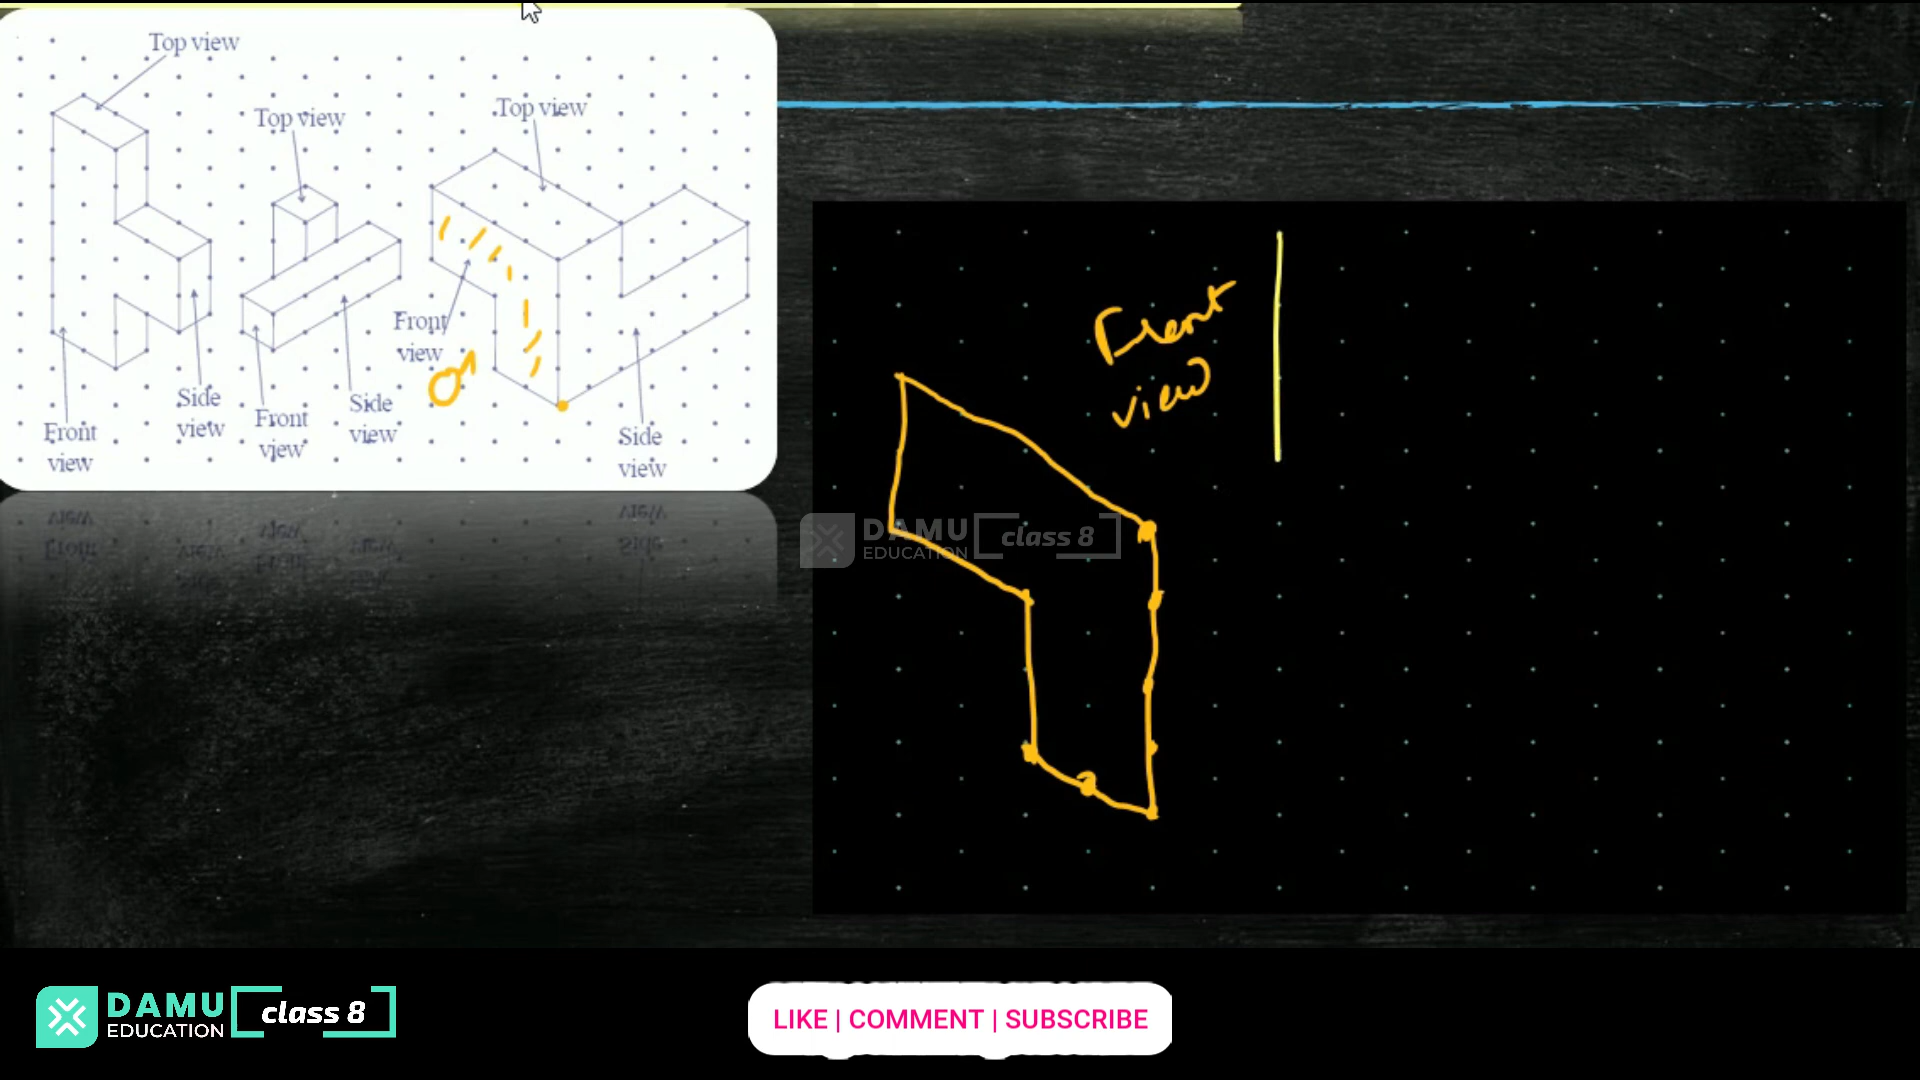 Top view
Top view
Top view
Front
view
Side
view
Front
view
Side
view
Front
view
Side
view
Front
view
DAMU
EDUCATION
class 8
DAMU
EDUCATION
class 8
LIKE | COMMENT | SUBSCRIBE